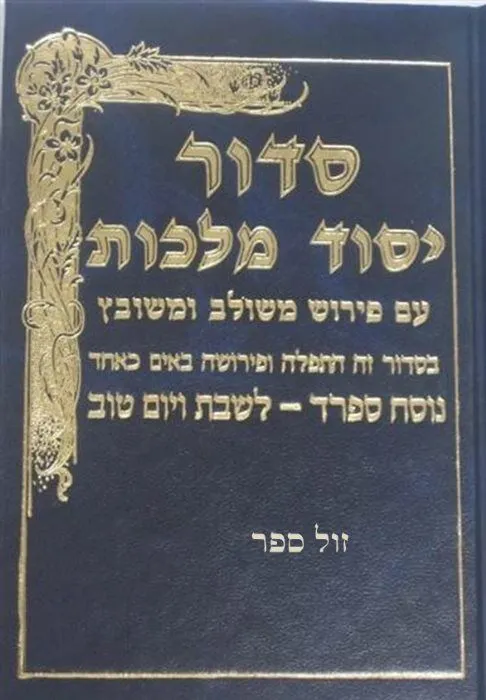 סדור
יסוד מלכות
עם פירוש משולב ומשובץ
בסדור זה התפלה ופירושה באים כאחד
נוסח ספרד – לשבת ויום טוב
זול ספר